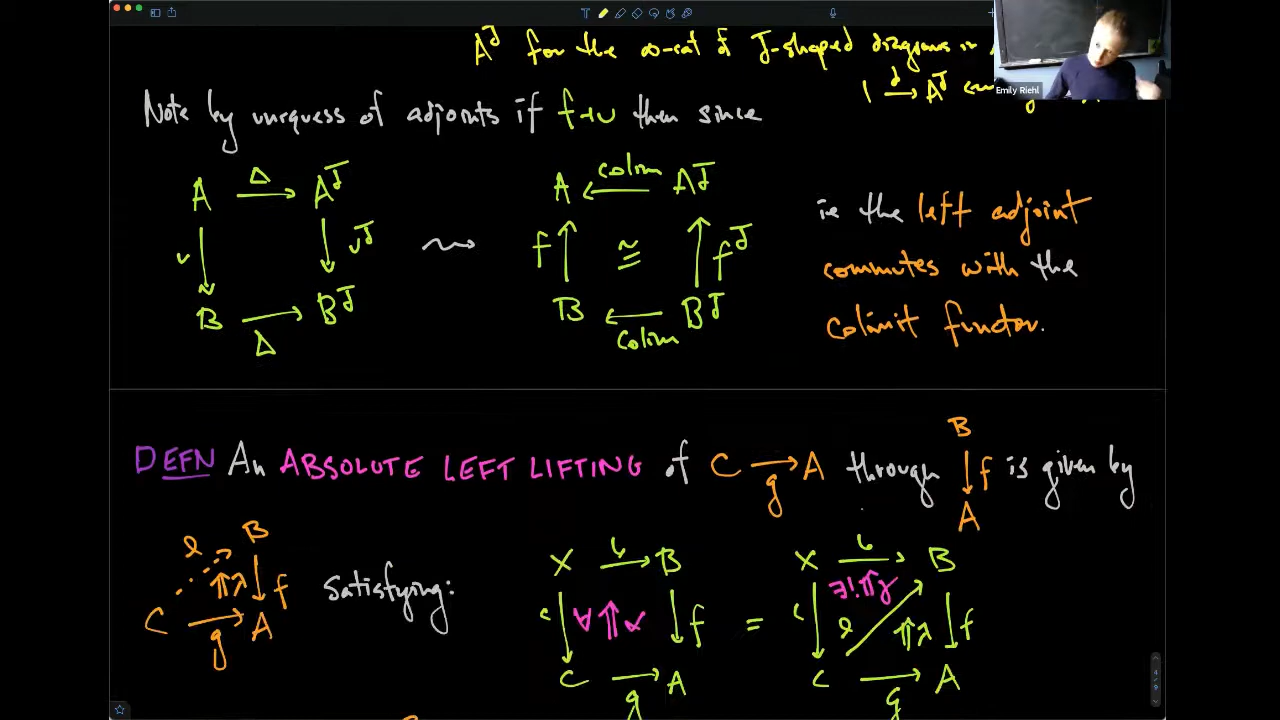 A^J for the ∞-cat of J-shaped diagrams in
1 →^d A^J
Emily Riehl
Note by uniqueness of adjoints if f ⊣ u then since
A →^Δ A^J
u ↓ ↓ u^J
B →_Δ B^J
⇝
A ←^colim A^J
f ↑ ≅ ↑ f^J
B ←_colim B^J
ie the left adjoint
commutes with the
colimit functor.
DEFN An ABSOLUTE LEFT LIFTING of C →_g A through B ↓f A is given by
B
ℓ ⇑λ ↓ f
C →_g A
satisfying:
X →^b B
c ↓ ∀⇑α ↓ f
C →_g A
=
X →^b B
c ↓ ∃!⇑ζ ℓ ⇑λ ↓ f
C →_g A